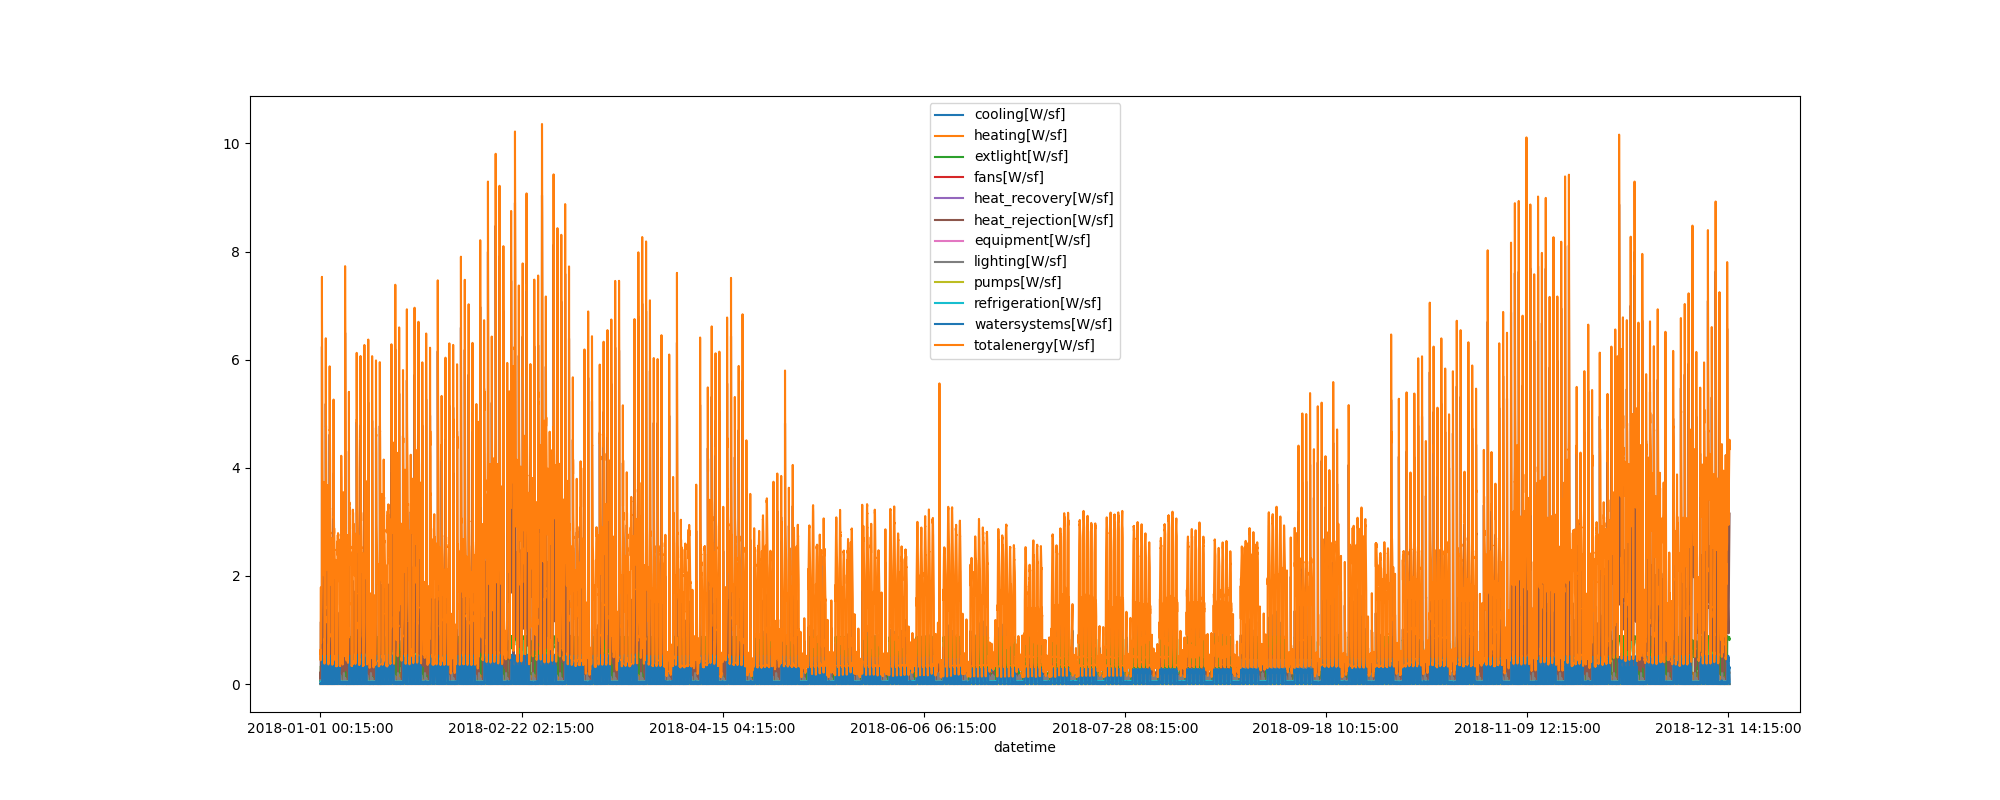 10
8
6
4
2
0
cooling[W/sf]
heating[W/sf]
extlight[W/sf]
fans[W/sf]
heat_recovery[W/sf]
heat_rejection[W/sf]
equipment[W/sf]
lighting[W/sf]
pumps[W/sf]
refrigeration[W/sf]
watersystems[W/sf]
totalenergy[W/sf]
2018-01-01 00:15:00 2018-02-22 02:15:00 2018-04-15 04:15:00 2018-06-06 06:15:00 2018-07-28 08:15:00 2018-09-18 10:15:00 2018-11-09 12:15:00 2018-12-31 14:15:00
datetime